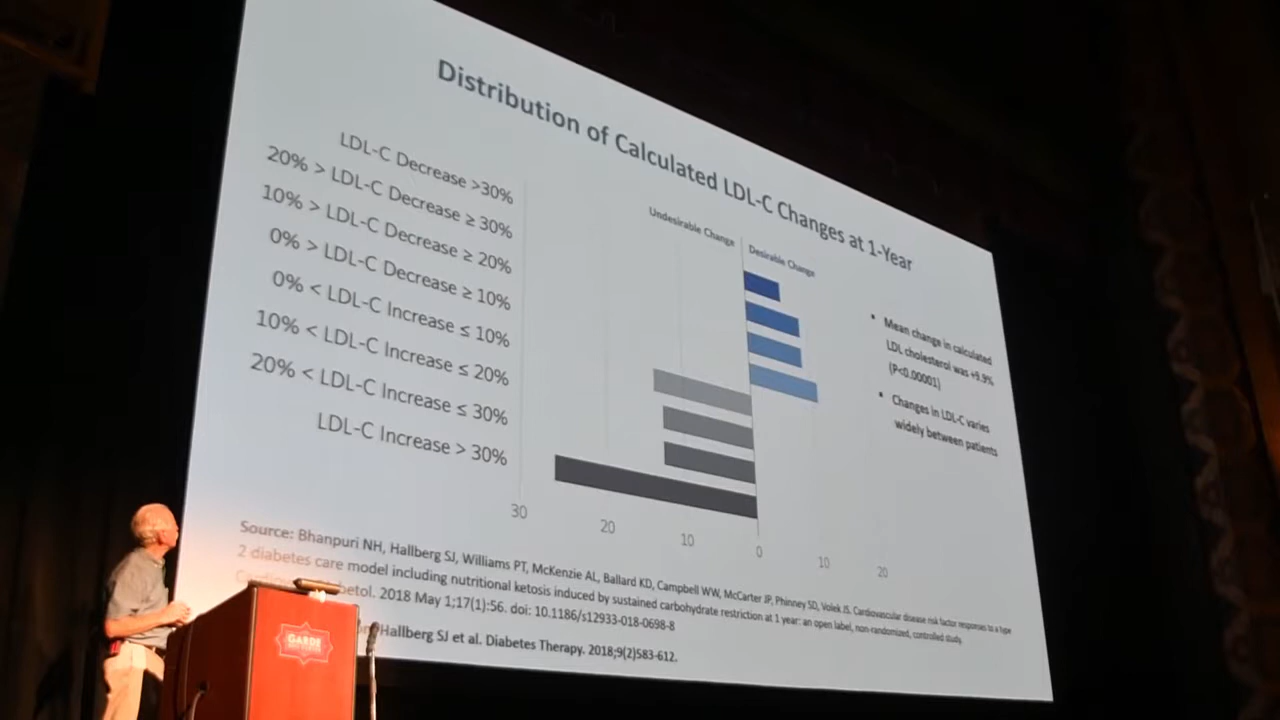 Distribution of Calculated LDL-C Changes at 1-Year
LDL-C Decrease >30%
20% > LDL-C Decrease ≥ 30%
10% > LDL-C Decrease ≥ 20%
0% > LDL-C Decrease ≥ 10%
0% < LDL-C Increase ≤ 10%
10% < LDL-C Increase ≤ 20%
20% < LDL-C Increase ≤ 30%
LDL-C Increase > 30%
Undesirable Change
Desirable Change
30
20
10
0
10
20
• Mean change in calculated
LDL cholesterol was +9.9%
(P<0.00001)
• Changes in LDL-C varies
widely between patients
Source: Bhanpuri NH, Hallberg SJ, Williams PT, McKenzie AL, Ballard KD, Campbell WW, McCarter JP, Phinney SD, Volek JS. Cardiovascular disease risk factor responses to a type
2 diabetes care model including nutritional ketosis induced by sustained carbohydrate restriction at 1 year: an open label, non-randomized, controlled study.
2018 May 1;17(1):56. doi: 10.1186/s12933-018-0698-8
Hallberg SJ et al. Diabetes Therapy. 2018;9(2)583-612.
GARDE